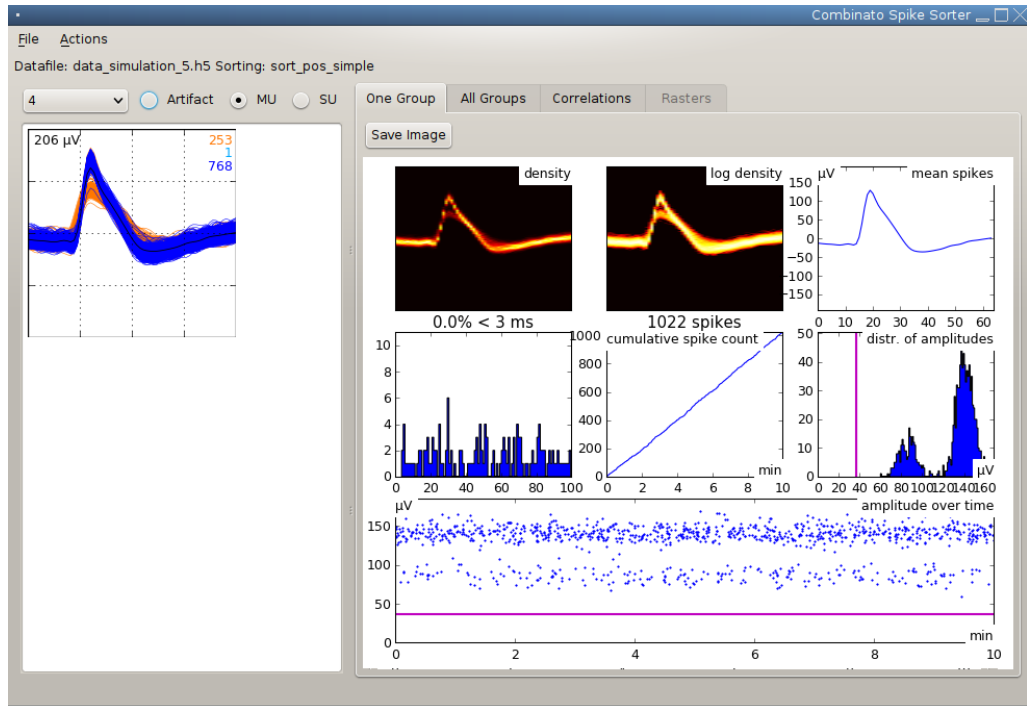 Combinato Spike Sorter
File Actions
Datafile: data_simulation_5.h5 Sorting: sort_pos_simple
4 Artifact MU SU
One Group All Groups Correlations Rasters
Save Image
206 µV
253
1
768
density
log density
µV mean spikes
150
100
50
0
−50
−100
−150
0 10 20 30 40 50 60
0.0% < 3 ms
10
8
6
4
2
0
0 20 40 60 80 100
1022 spikes
cumulative spike count
1000
800
600
400
200
0
min
0 2 4 6 8 10
distr. of amplitudes
50
40
30
20
10
0
µV
0 20 40 60 80 100 120 140 160
µV amplitude over time
150
100
50
0
min
0 2 4 6 8 10